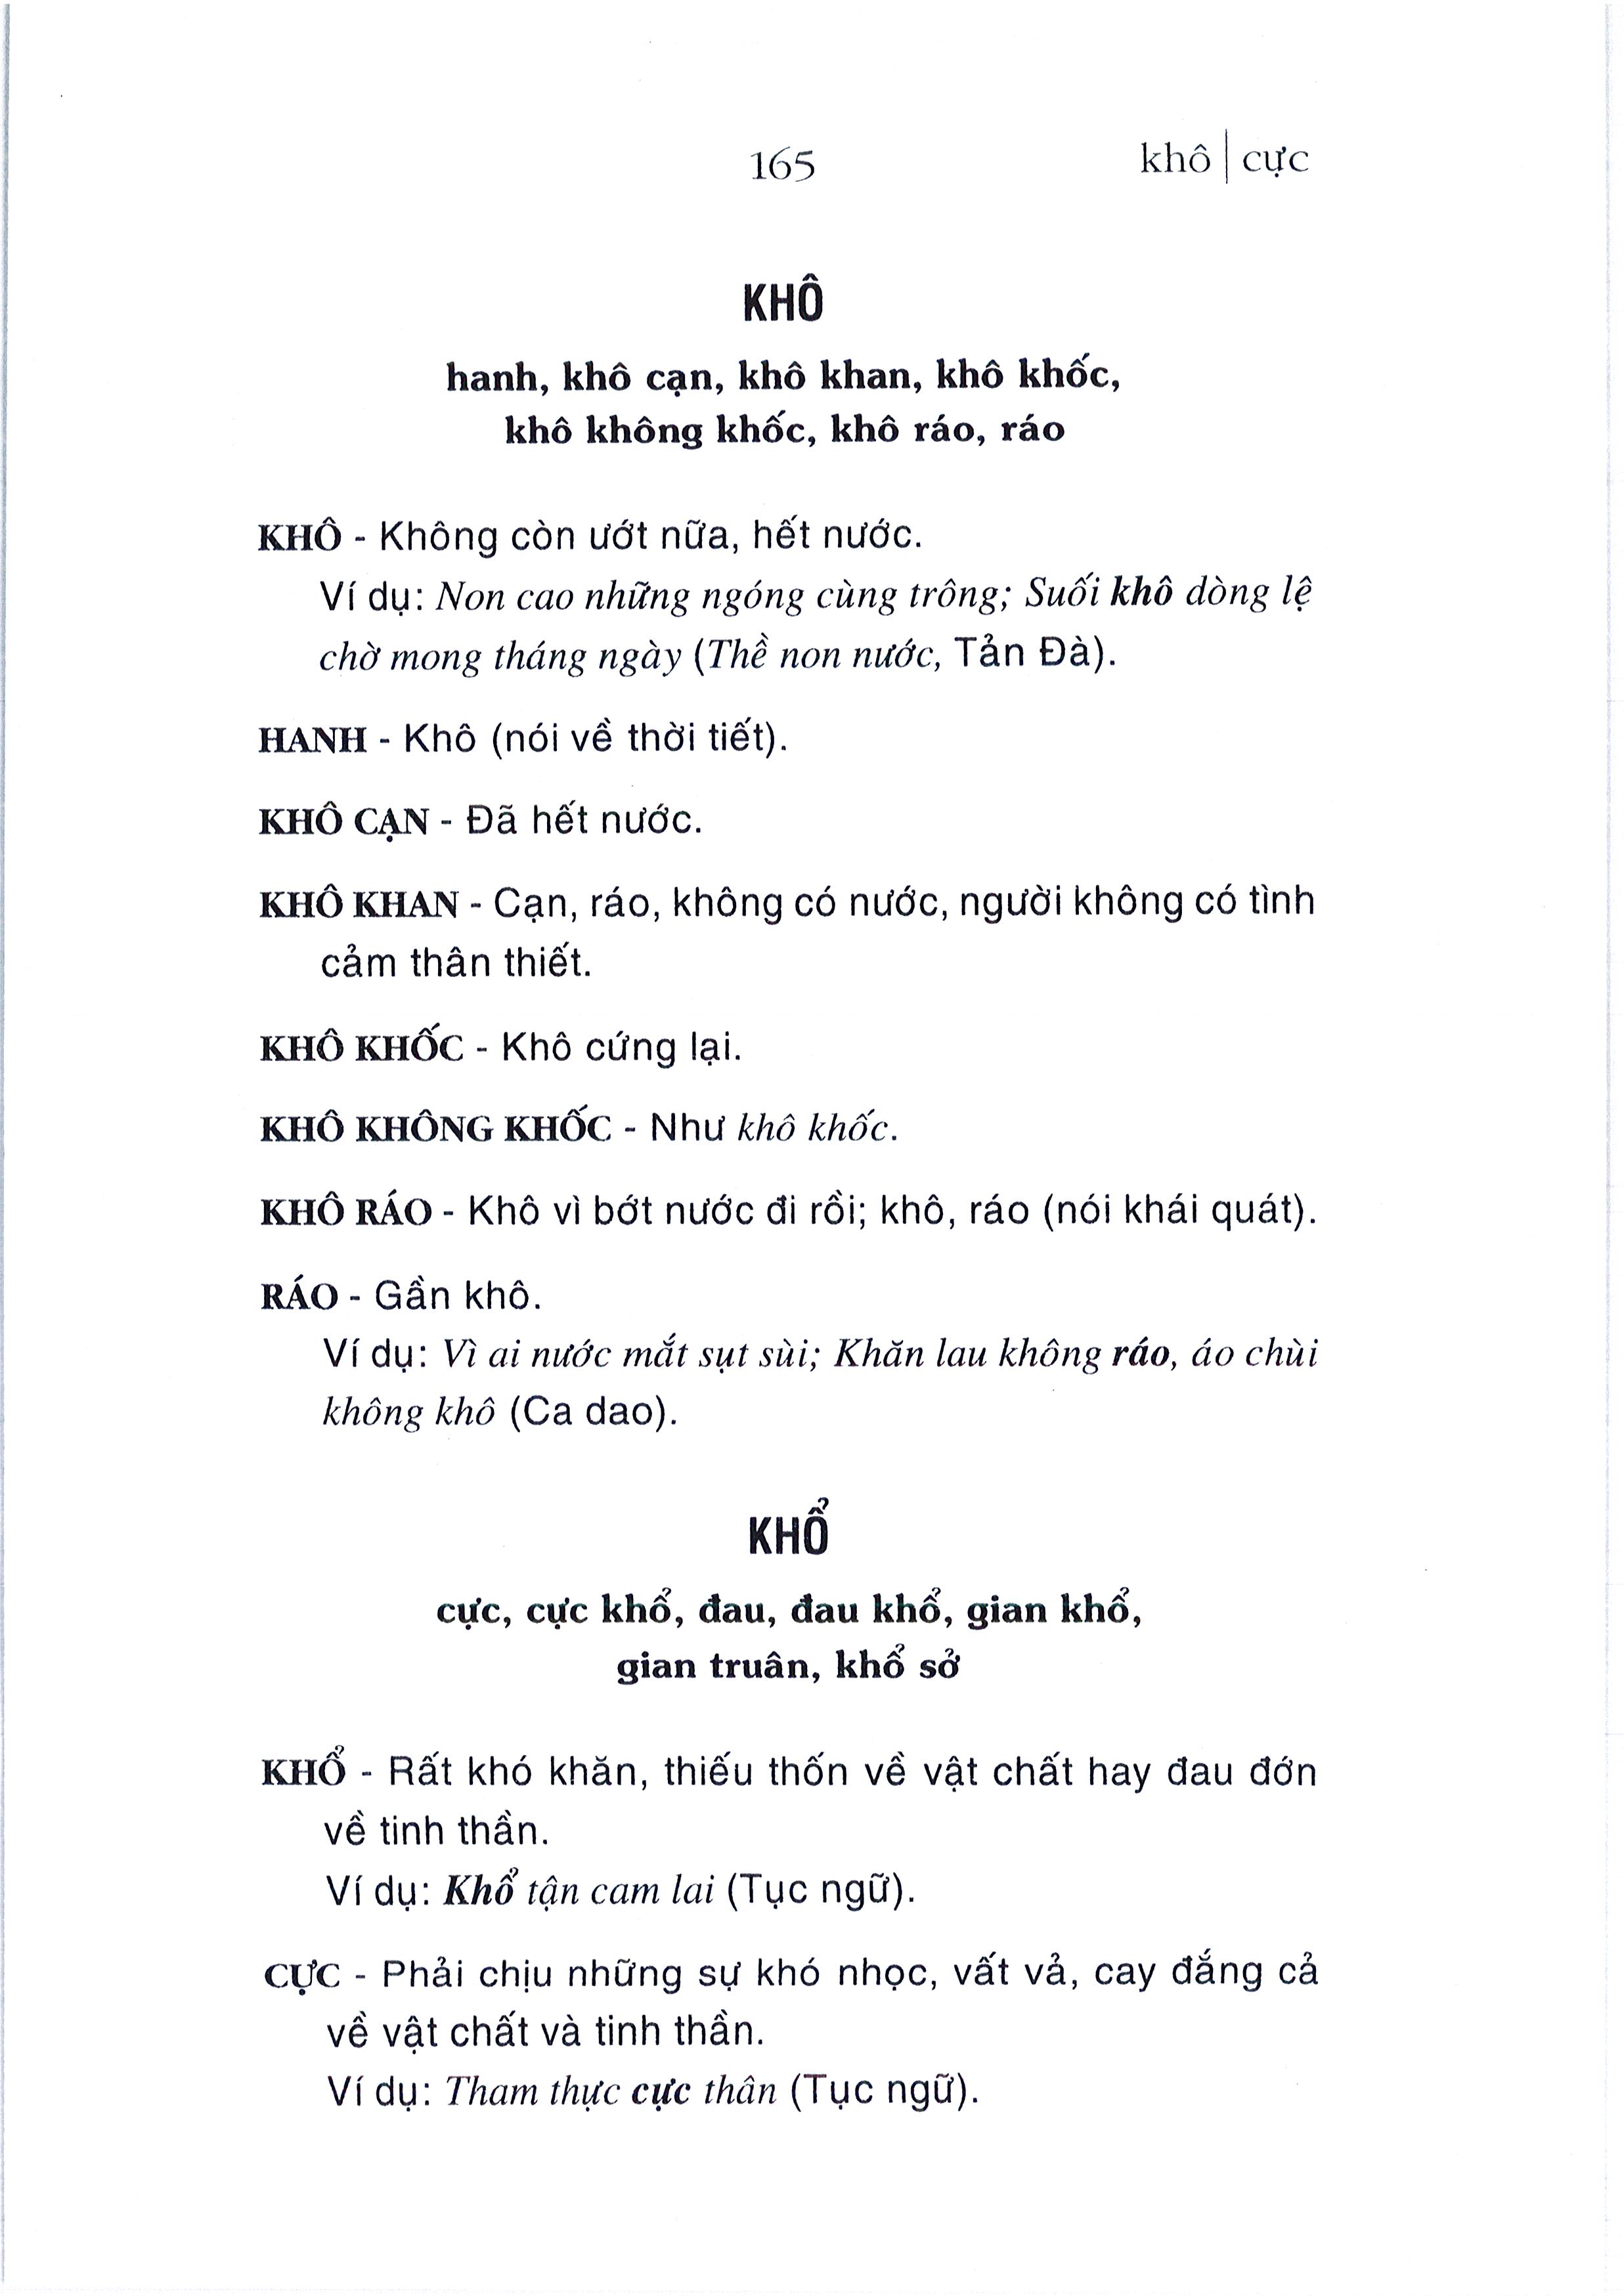 165
khô | cực
KHÔ
hanh, khô cạn, khô khan, khô khốc,
khô không khốc, khô ráo, ráo
KHÔ - Không còn ướt nữa, hết nước.
Ví dụ: Non cao những ngóng cùng trông; Suối khô dòng lệ
chờ mong tháng ngày (Thề non nước, Tản Đà).
HANH - Khô (nói về thời tiết).
KHÔ CẠN - Đã hết nước.
KHÔ KHAN - Cạn, ráo, không có nước, người không có tình
cảm thân thiết.
KHÔ KHỐC - Khô cứng lại.
KHÔ KHÔNG KHỐC - Như khô khốc.
KHÔ RÁO - Khô vì bớt nước đi rồi; khô, ráo (nói khái quát).
RÁO - Gần khô.
Ví dụ: Vì ai nước mắt sụt sùi; Khăn lau không ráo, áo chùi
không khô (Ca dao).
KHỔ
cực, cực khổ, đau, đau khổ, gian khổ,
gian truân, khổ sở
KHỔ - Rất khó khăn, thiếu thốn về vật chất hay đau đớn
về tinh thần.
Ví dụ: Khổ tận cam lai (Tục ngữ).
CỰC - Phải chịu những sự khó nhọc, vất vả, cay đắng cả
về vật chất và tinh thần.
Ví dụ: Tham thực cực thân (Tục ngữ).